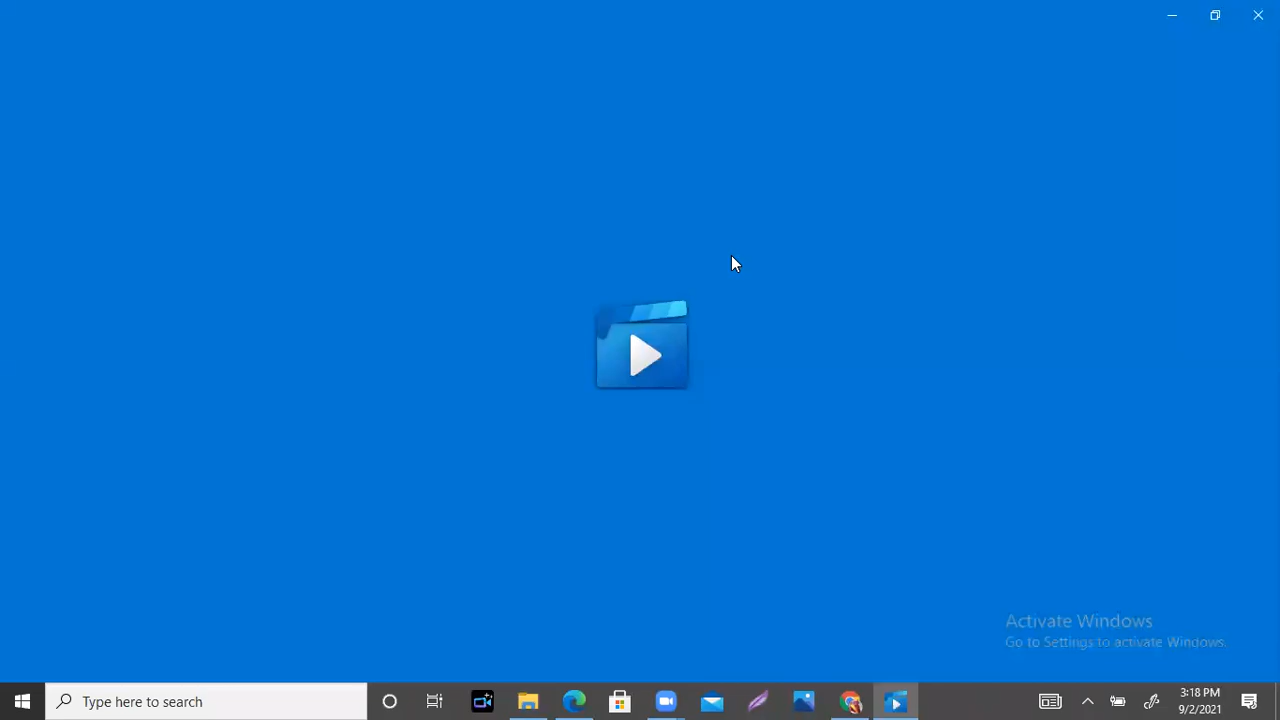 Activate Windows
Go to Settings to activate Windows.
Type here to search
3:18 PM
9/2/2021